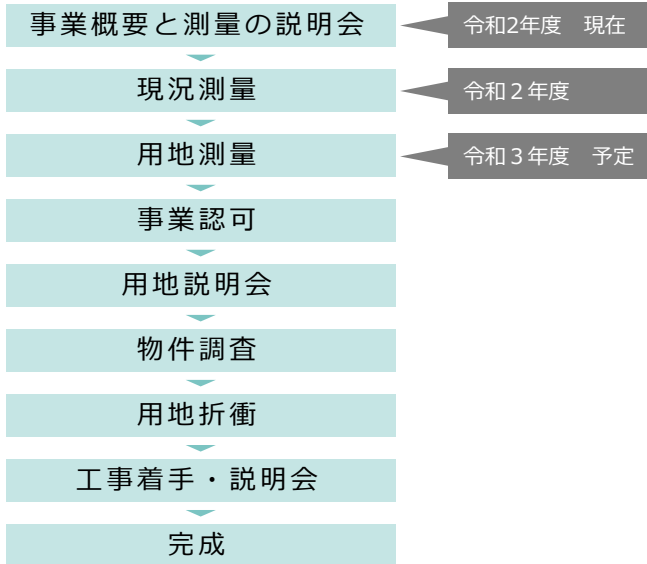 事業概要と測量の説明会
令和2年度　現在
現況測量
令和２年度
用地測量
令和３年度　予定
事業認可
用地説明会
物件調査
用地折衝
工事着手・説明会
完成